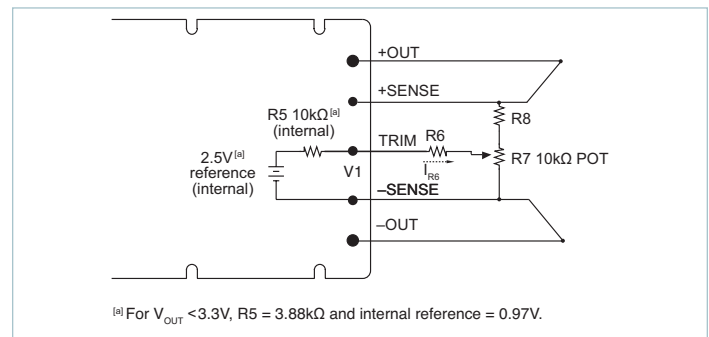 +OUT
+SENSE
R5 10kΩ[a]
(internal)
R8
TRIM R6
2.5V[a]
reference
(internal)
V1
IR6
R7 10kΩ POT
–SENSE
–OUT
[a] For VOUT <3.3V, R5 = 3.88kΩ and internal reference = 0.97V.